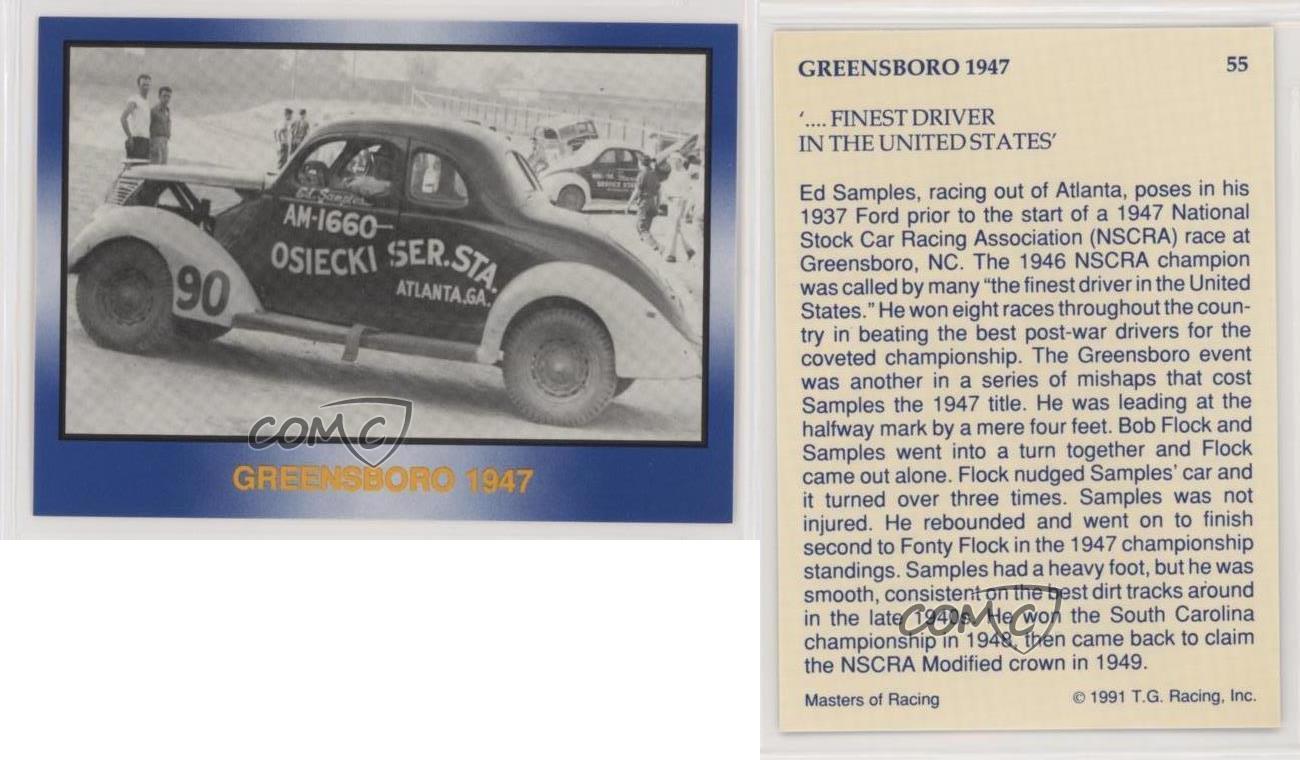 Ed Samples
AM-1660
OSIECKI SER. STA.
ATLANTA, GA.
90
SERVICE STA
COMC
GREENSBORO 1947
GREENSBORO 1947 55
'.... FINEST DRIVER
IN THE UNITED STATES'
Ed Samples, racing out of Atlanta, poses in his
1937 Ford prior to the start of a 1947 National
Stock Car Racing Association (NSCRA) race at
Greensboro, NC. The 1946 NSCRA champion
was called by many "the finest driver in the United
States." He won eight races throughout the coun-
try in beating the best post-war drivers for the
coveted championship. The Greensboro event
was another in a series of mishaps that cost
Samples the 1947 title. He was leading at the
halfway mark by a mere four feet. Bob Flock and
Samples went into a turn together and Flock
came out alone. Flock nudged Samples' car and
it turned over three times. Samples was not
injured. He rebounded and went on to finish
second to Fonty Flock in the 1947 championship
standings. Samples had a heavy foot, but he was
smooth, consistent on the best dirt tracks around
in the late 1940s. He won the South Carolina
championship in 1948, then came back to claim
the NSCRA Modified crown in 1949.
COMC
Masters of Racing © 1991 T.G. Racing, Inc.